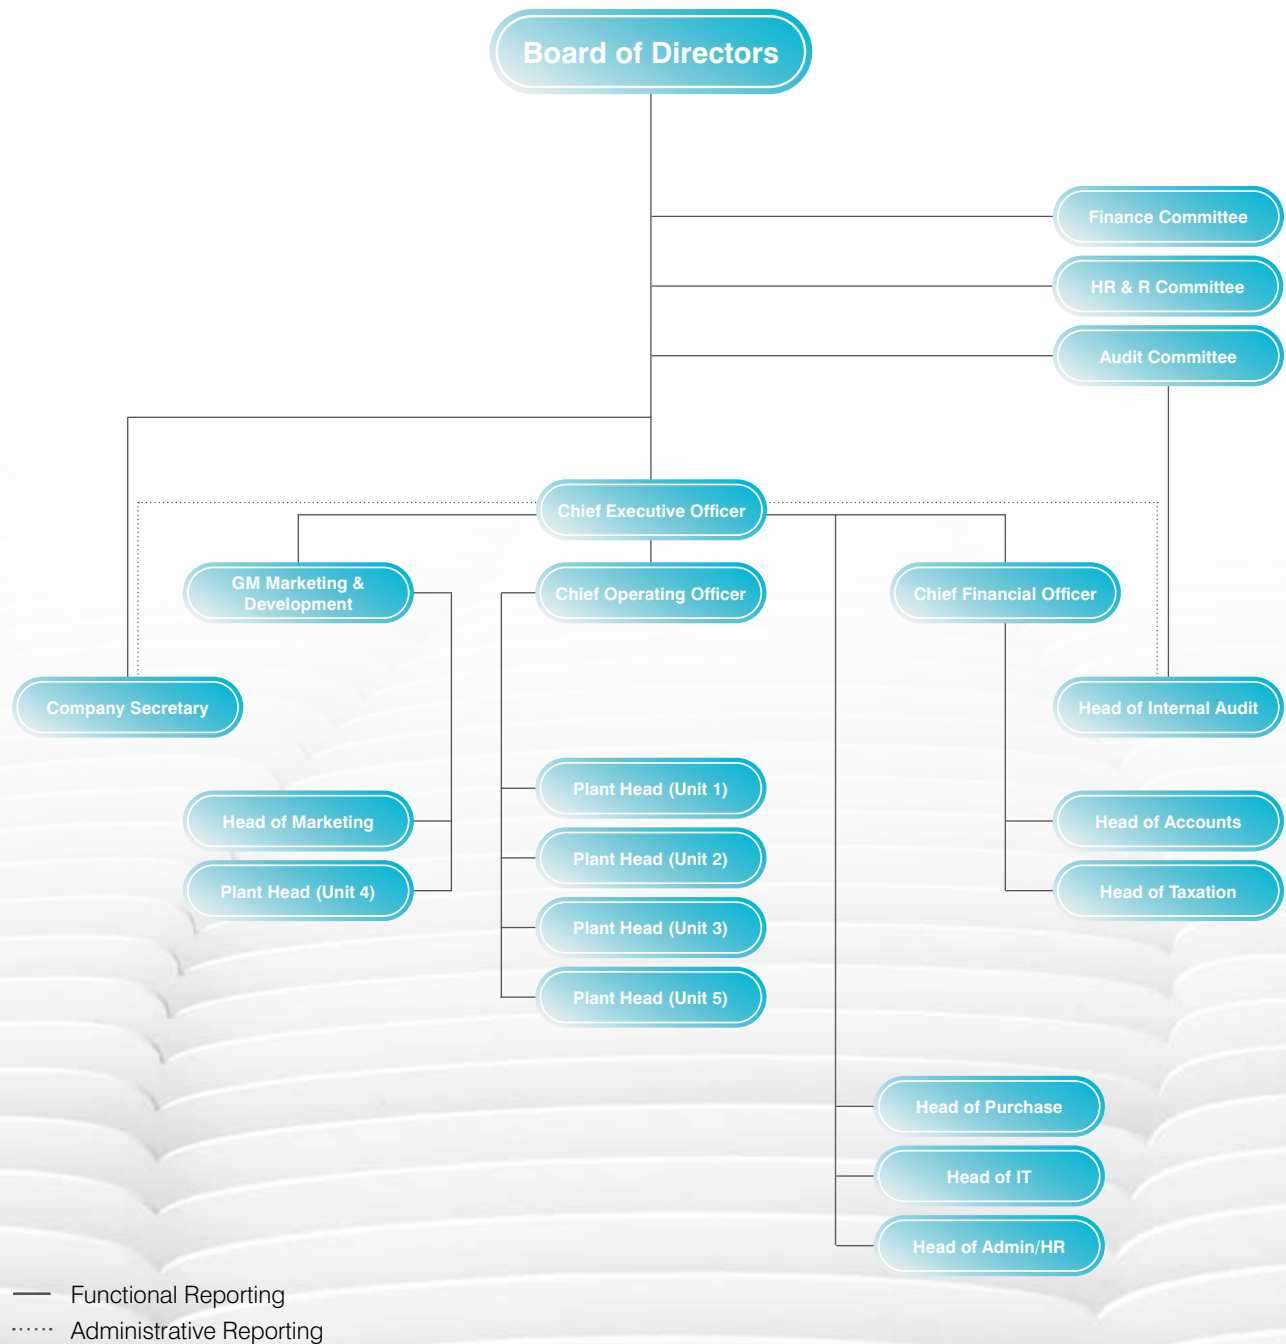 Board of Directors
Finance Committee
HR & R Committee
Audit Committee
Chief Executive Officer
GM Marketing &
Development
Chief Operating Officer
Chief Financial Officer
Company Secretary
Head of Internal Audit
Plant Head (Unit 1)
Head of Marketing
Head of Accounts
Plant Head (Unit 2)
Plant Head (Unit 4)
Head of Taxation
Plant Head (Unit 3)
Plant Head (Unit 5)
Head of Purchase
Head of IT
Head of Admin/HR
Functional Reporting
Administrative Reporting